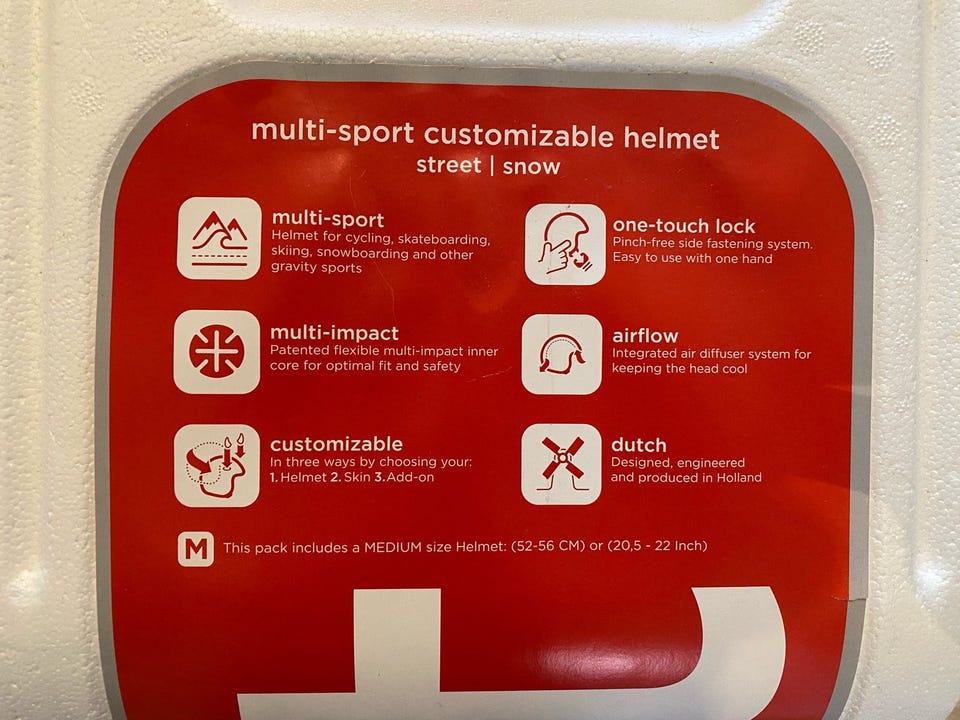 multi-sport customizable helmet
street | snow
multi-sport
Helmet for cycling, skateboarding,
skiing, snowboarding and other
gravity sports
one-touch lock
Pinch-free side fastening system.
Easy to use with one hand
multi-impact
Patented flexible multi-impact inner
core for optimal fit and safety
airflow
Integrated air diffuser system for
keeping the head cool
customizable
In three ways by choosing your:
1.Helmet 2.Skin 3.Add-on
dutch
Designed, engineered
and produced in Holland
M This pack includes a MEDIUM size Helmet: (52-56 CM) or (20,5 - 22 Inch)